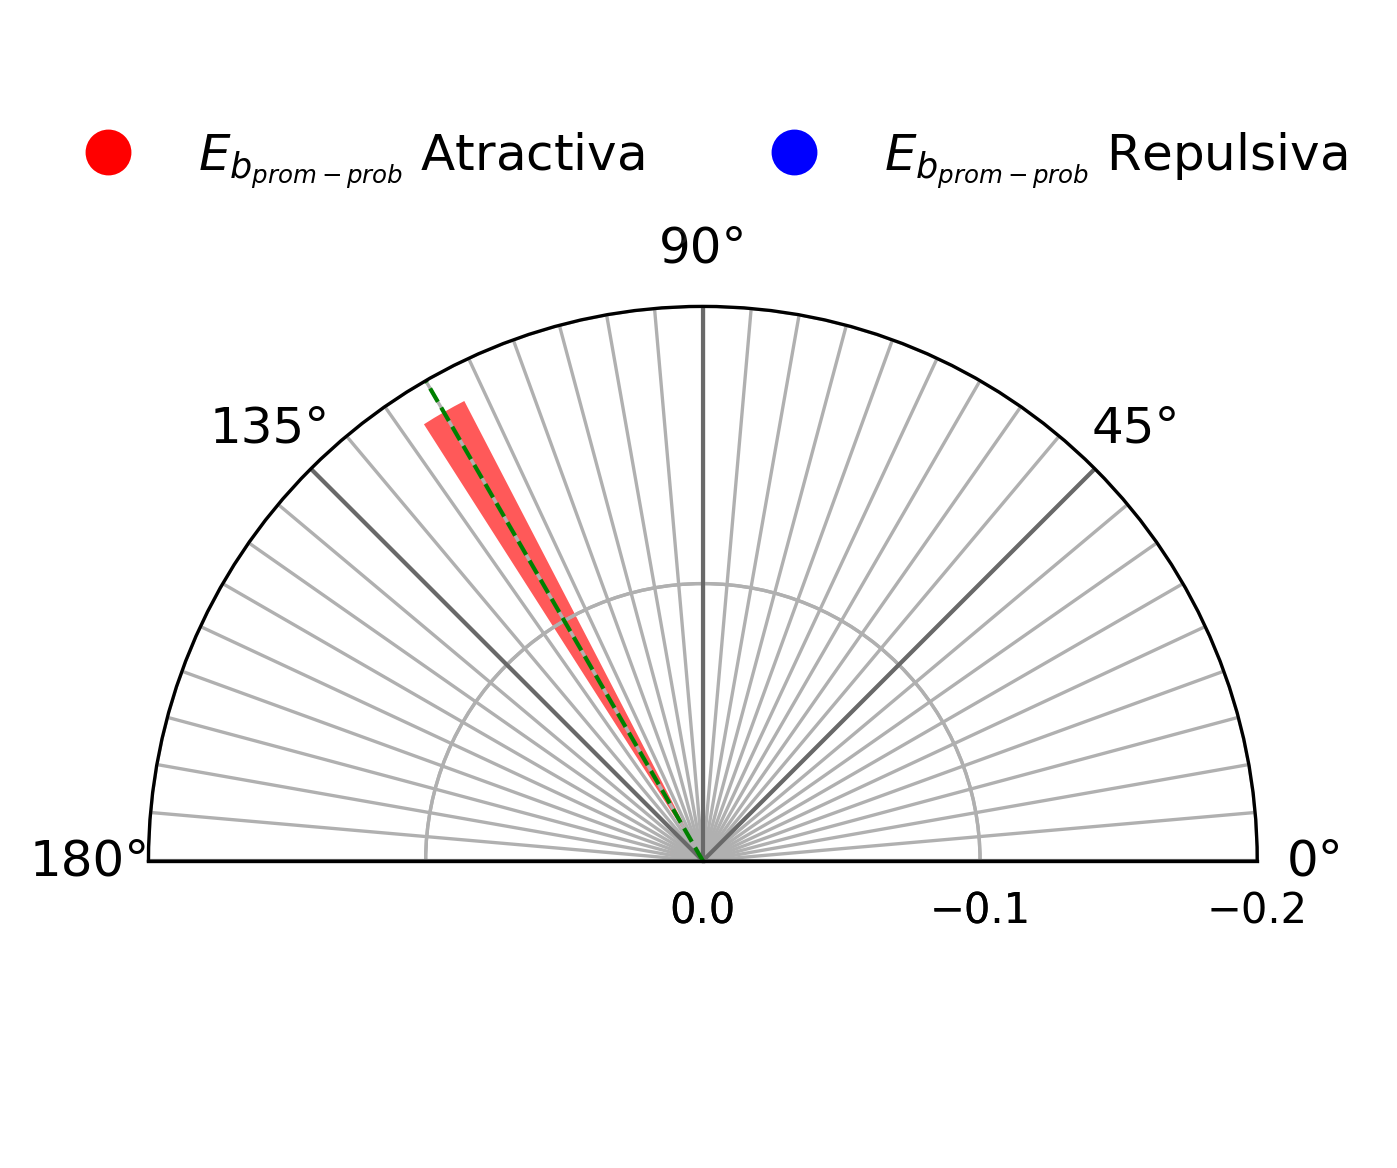 E_{b_{prom-prob}} Atractiva E_{b_{prom-prob}} Repulsiva
90°
135° 45°
180° 0°
0.0 −0.1 −0.2